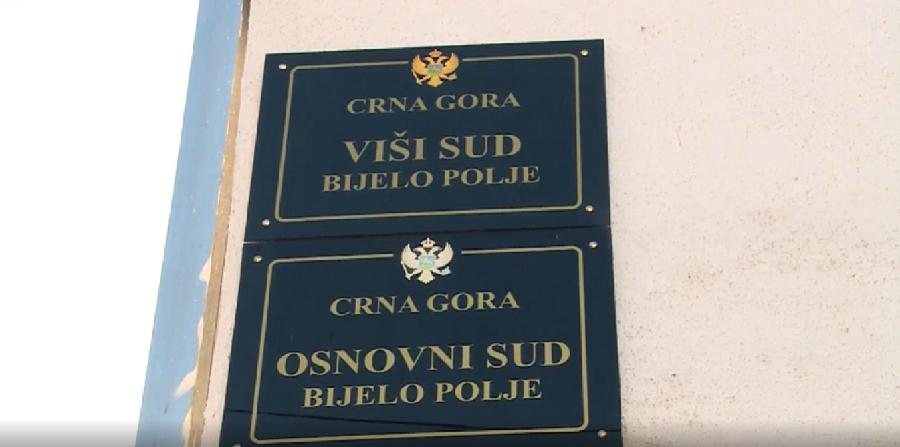 CRNA GORA
VIŠI SUD
BIJELO POLJE
CRNA GORA
OSNOVNI SUD
BIJELO POLJE